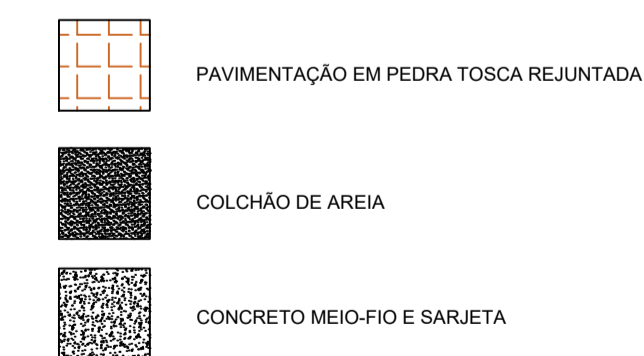 PAVIMENTAÇÃO EM PEDRA TOSCA REJUNTADA
COLCHÃO DE AREIA
CONCRETO MEIO-FIO E SARJETA